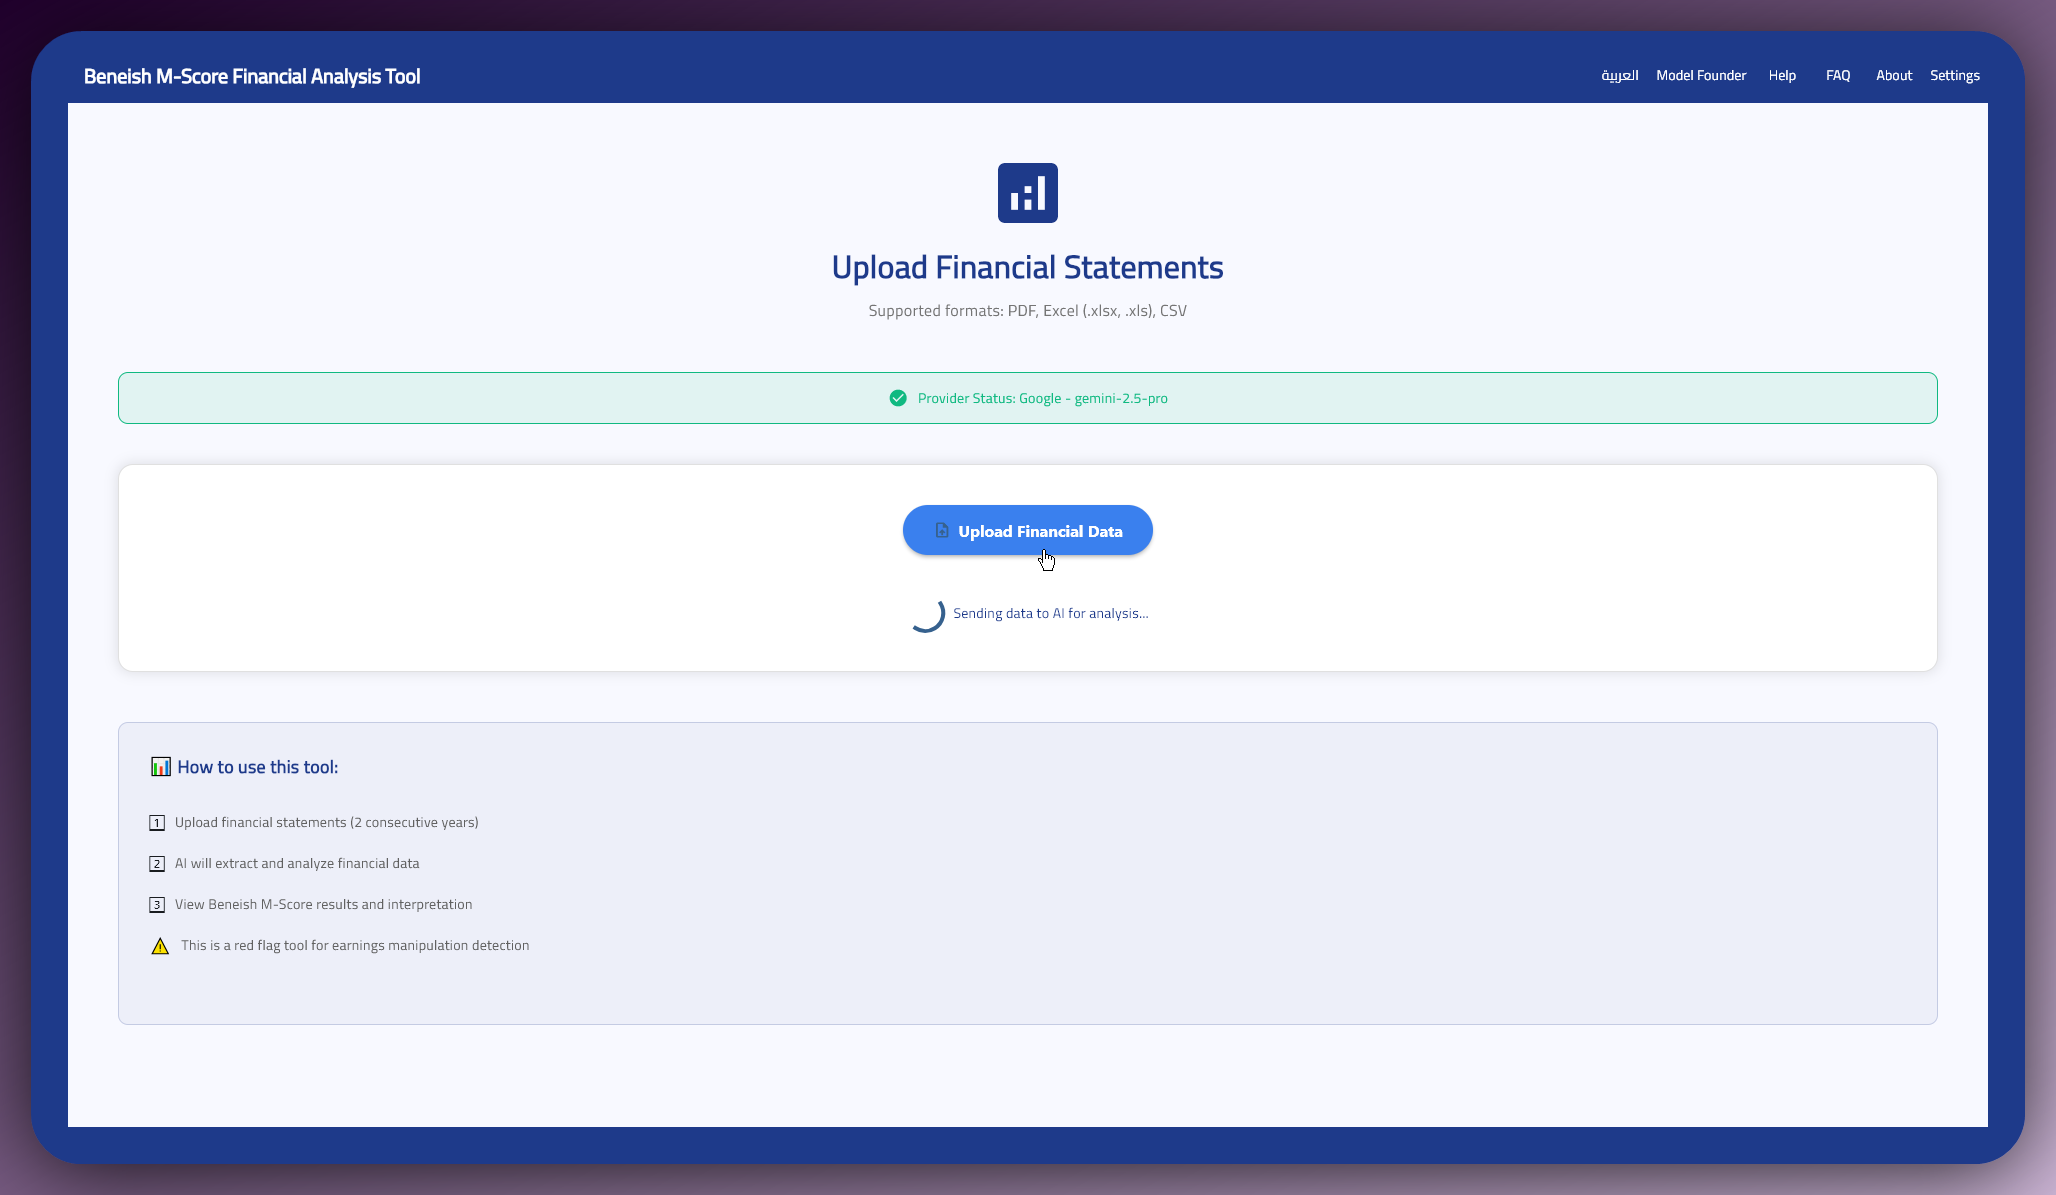 Beneish M-Score Financial Analysis Tool
العربية Model Founder Help FAQ About Settings
Upload Financial Statements
Supported formats: PDF, Excel (.xlsx, .xls), CSV
Provider Status: Google - gemini-2.5-pro
Upload Financial Data
Sending data to AI for analysis...
How to use this tool:
1 Upload financial statements (2 consecutive years)
2 AI will extract and analyze financial data
3 View Beneish M-Score results and interpretation
This is a red flag tool for earnings manipulation detection